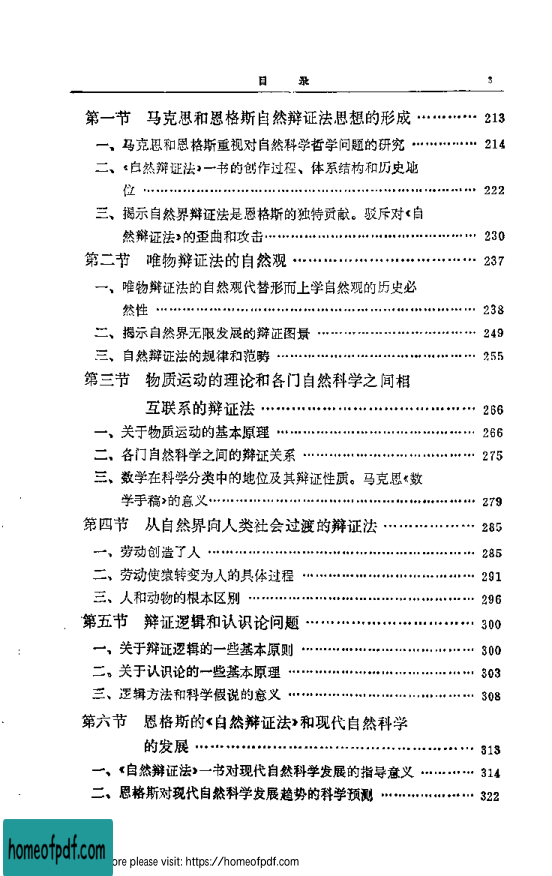 目 录 3
第一节 马克思和恩格斯自然辩证法思想的形成 ………… 213
一、马克思和恩格斯重视对自然科学哲学问题的研究 ………… 214
二、《自然辩证法》一书的创作过程、体系结构和历史地
位 ………… 222
三、揭示自然界辩证法是恩格斯的独特贡献。驳斥对《自
然辩证法》的歪曲和攻击………… 230
第二节 唯物辩证法的自然观 ………… 237
一、唯物辩证法的自然观代替形而上学自然观的历史必
然性 ………… 238
二、揭示自然界无限发展的辩证图景 ………… 249
三、自然辩证法的规律和范畴 ………… 255
第三节 物质运动的理论和各门自然科学之间相
互联系的辩证法 ………… 266
一、关于物质运动的基本原理 ………… 266
二、各门自然科学之间的辩证关系 ………… 275
三、数学在科学分类中的地位及其辩证性质。马克思《数
学手稿》的意义………… 279
第四节 从自然界向人类社会过渡的辩证法 ………… 285
一、劳动创造了人 ………… 285
二、劳动使猿转变为人的具体过程 ………… 291
三、人和动物的根本区别 ………… 296
第五节 辩证逻辑和认识论问题 ………… 300
一、关于辩证逻辑的一些基本原则 ………… 300
二。关于认识论的一些基本原理 ………… 303
三、逻辑方法和科学假说的意义 ………… 308
第六节 恩格斯的《自然辩证法》和现代自然科学
的发展 ………… 313
一、《自然辩证法》一书对现代自然科学发展的指导意义 ………… 314
二、恩格斯对现代自然科学发展趋势的科学预测 ………… 322
homeofpdf.com
ore please visit: https://homeofpdf.com